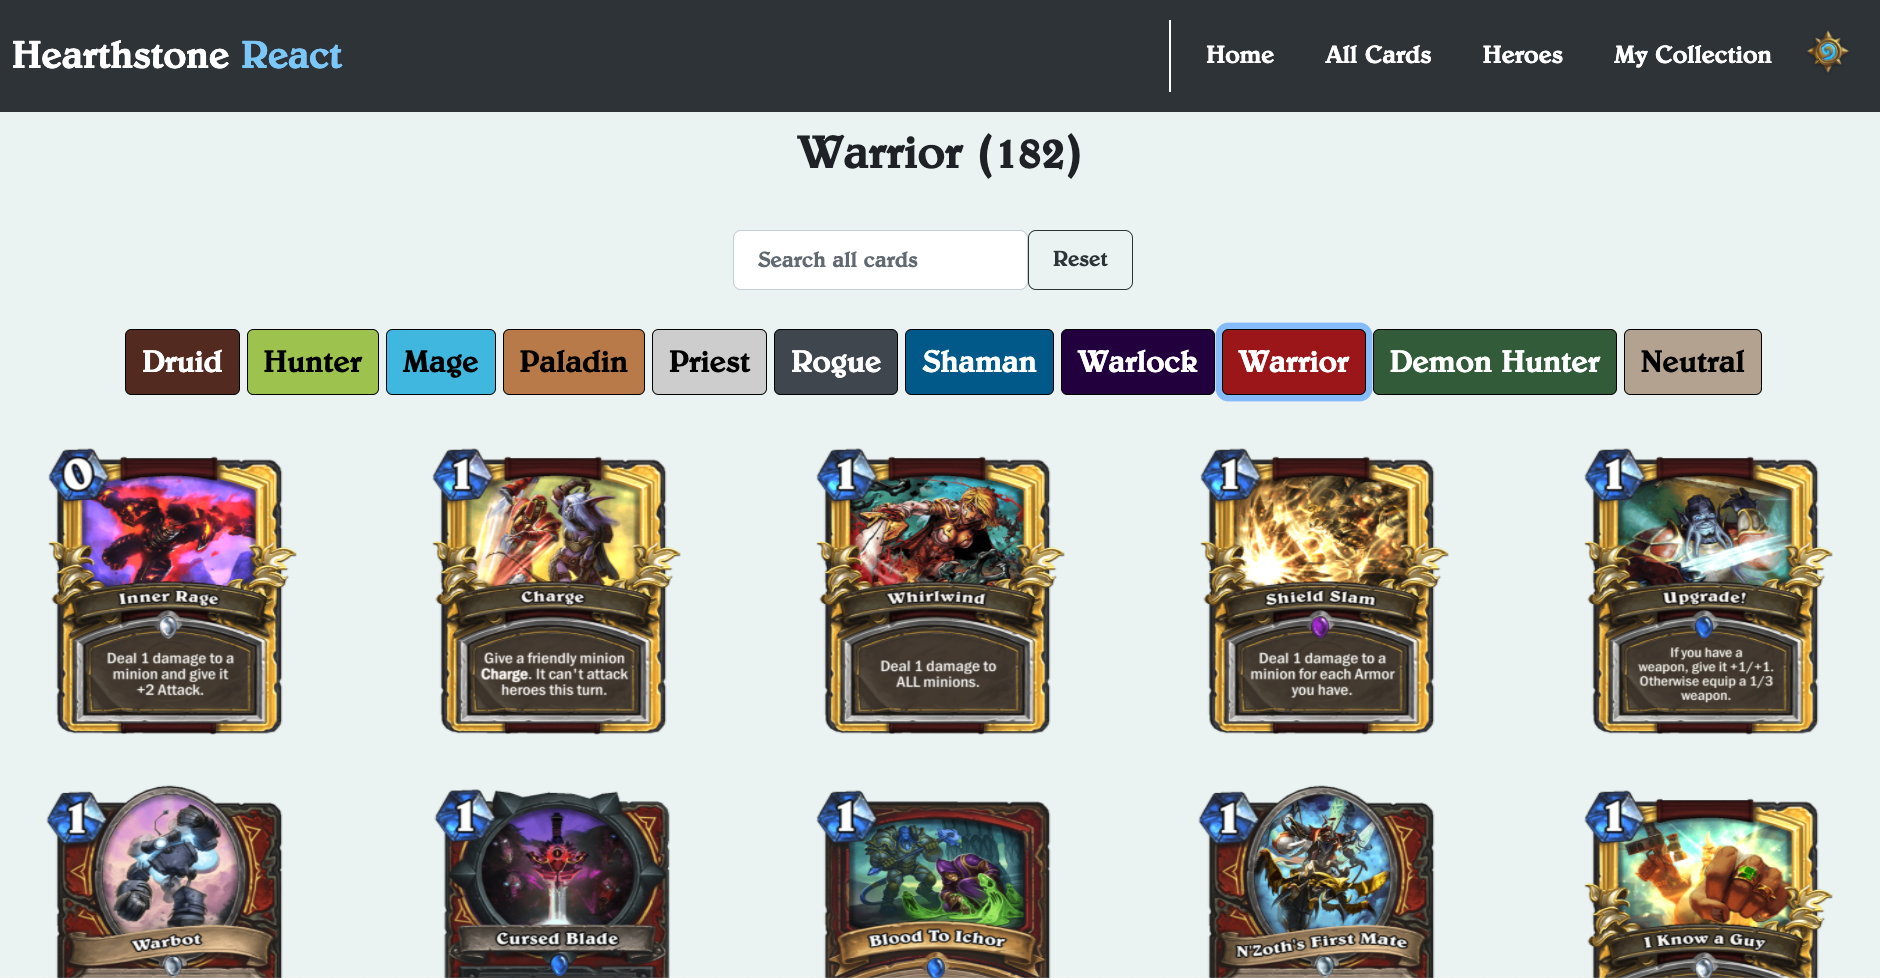 Hearthstone React
Home
All Cards
Heroes
My Collection
Warrior (182)
Search all cards
Reset
Druid
Hunter
Mage
Paladin
Priest
Rogue
Shaman
Warlock
Warrior
Demon Hunter
Neutral
0
Inner Rage
Deal 1 damage to a
minion and give it
+2 Attack.
1
Charge
Give a friendly minion
Charge. It can't attack
heroes this turn.
1
Whirlwind
Deal 1 damage to
ALL minions.
1
Shield Slam
Deal 1 damage to a
minion for each Armor
you have.
1
Upgrade!
If you have a
weapon, give it +1/+1.
Otherwise equip a 1/3
weapon.
1
Warbot
1
Cursed Blade
1
Blood To Ichor
1
N'Zoth's First Mate
1
I Know a Guy